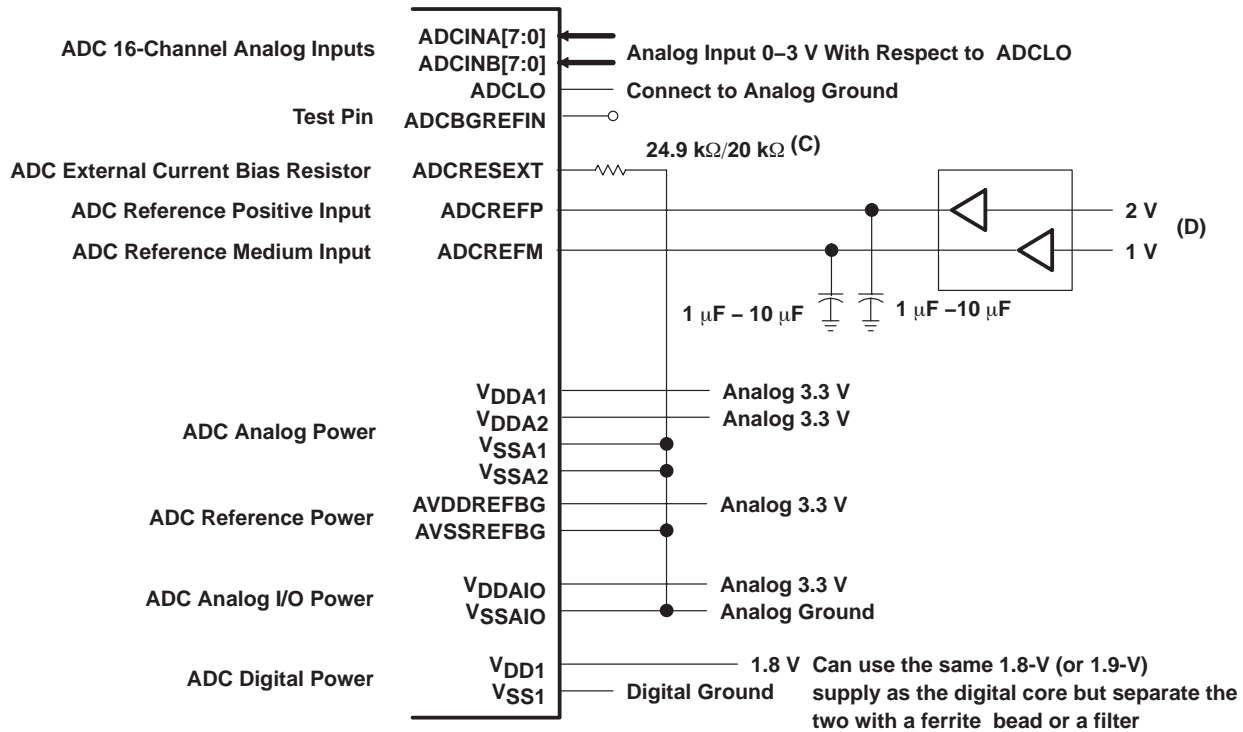 ADC 16-Channel Analog Inputs
ADCINA[7:0]
ADCINB[7:0]
Analog Input 0–3 V With Respect to ADCLO
ADCLO
Connect to Analog Ground
Test Pin
ADCBGREFIN
24.9 kΩ/20 kΩ (C)
ADC External Current Bias Resistor
ADCRESEXT
ADC Reference Positive Input
ADCREFP
2 V
(D)
ADC Reference Medium Input
ADCREFM
1 V
1 μF – 10 μF
1 μF –10 μF
ADC Analog Power
VDDA1
Analog 3.3 V
VDDA2
Analog 3.3 V
VSSA1
VSSA2
ADC Reference Power
AVDDREFBG
Analog 3.3 V
AVSSREFBG
ADC Analog I/O Power
VDDAIO
Analog 3.3 V
VSSAIO
Analog Ground
ADC Digital Power
VDD1
1.8 V
Can use the same 1.8-V (or 1.9-V)
supply as the digital core but separate the
two with a ferrite bead or a filter
VSS1
Digital Ground